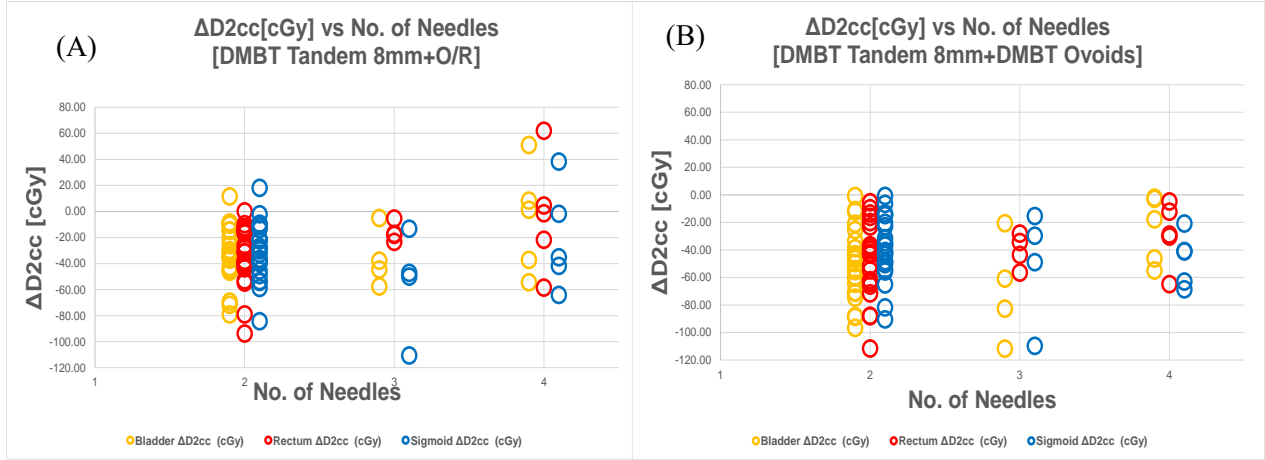 (A)
ΔD2cc[cGy] vs No. of Needles
[DMBT Tandem 8mm+O/R]
ΔD2cc [cGy]
80.00
60.00
40.00
20.00
0.00
-20.00
-40.00
-60.00
-80.00
-100.00
-120.00
1
2
3
4
No. of Needles
Bladder ΔD2cc (cGy)
Rectum ΔD2cc (cGy)
Sigmoid ΔD2cc (cGy)
(B)
ΔD2cc[cGy] vs No. of Needles
[DMBT Tandem 8mm+DMBT Ovoids]
ΔD2cc [cGy]
80.00
60.00
40.00
20.00
0.00
-20.00
-40.00
-60.00
-80.00
-100.00
-120.00
1
2
3
4
No. of Needles
Bladder ΔD2cc (cGy)
Rectum ΔD2cc (cGy)
Sigmoid ΔD2cc (cGy)